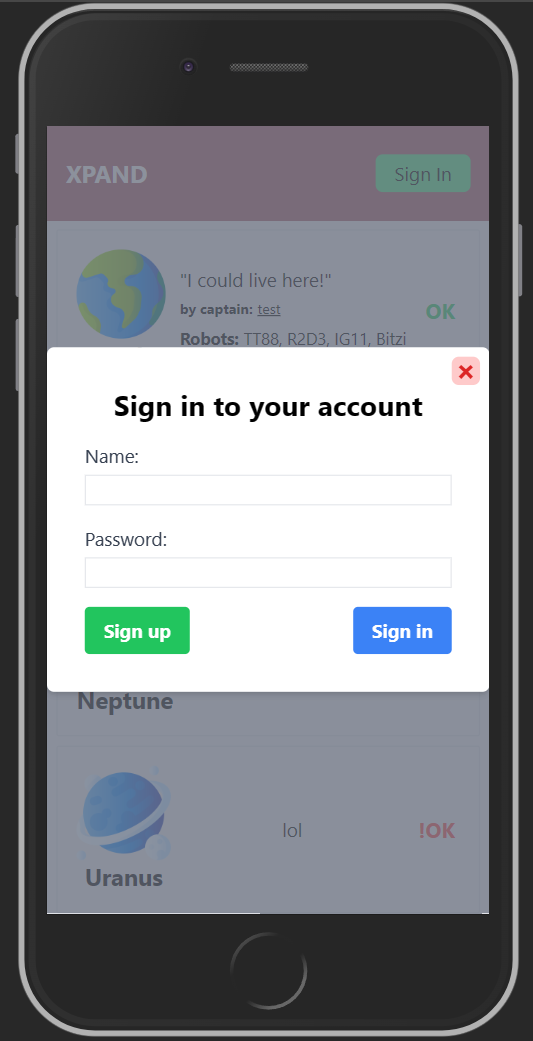 XPAND
Sign In
"I could live here!"
by captain: test
OK
Robots: TT88, R2D3, IG11, Bitzi
Sign in to your account
Name:
Password:
Sign up
Sign in
Neptune
lol
!OK
Uranus